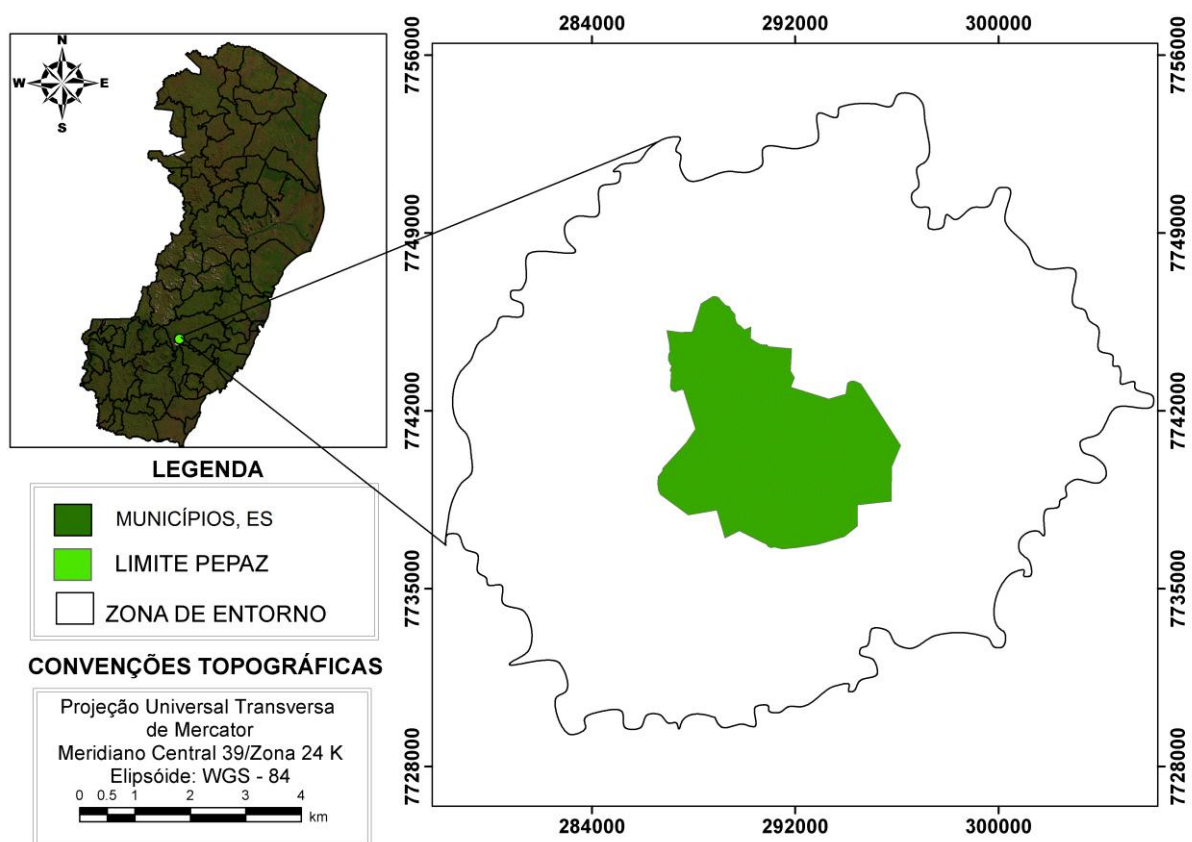 N
W E
S
LEGENDA
MUNICÍPIOS, ES
LIMITE PEPAZ
ZONA DE ENTORNO
CONVENÇÕES TOPOGRÁFICAS
Projeção Universal Transversa
de Mercator
Meridiano Central 39/Zona 24 K
Elipsóide: WGS - 84
0 0.5 1 2 3 4
km
284000 292000 300000
7756000
7749000
7742000
7735000
7728000
7756000
7749000
7742000
7735000
7728000
284000 292000 300000